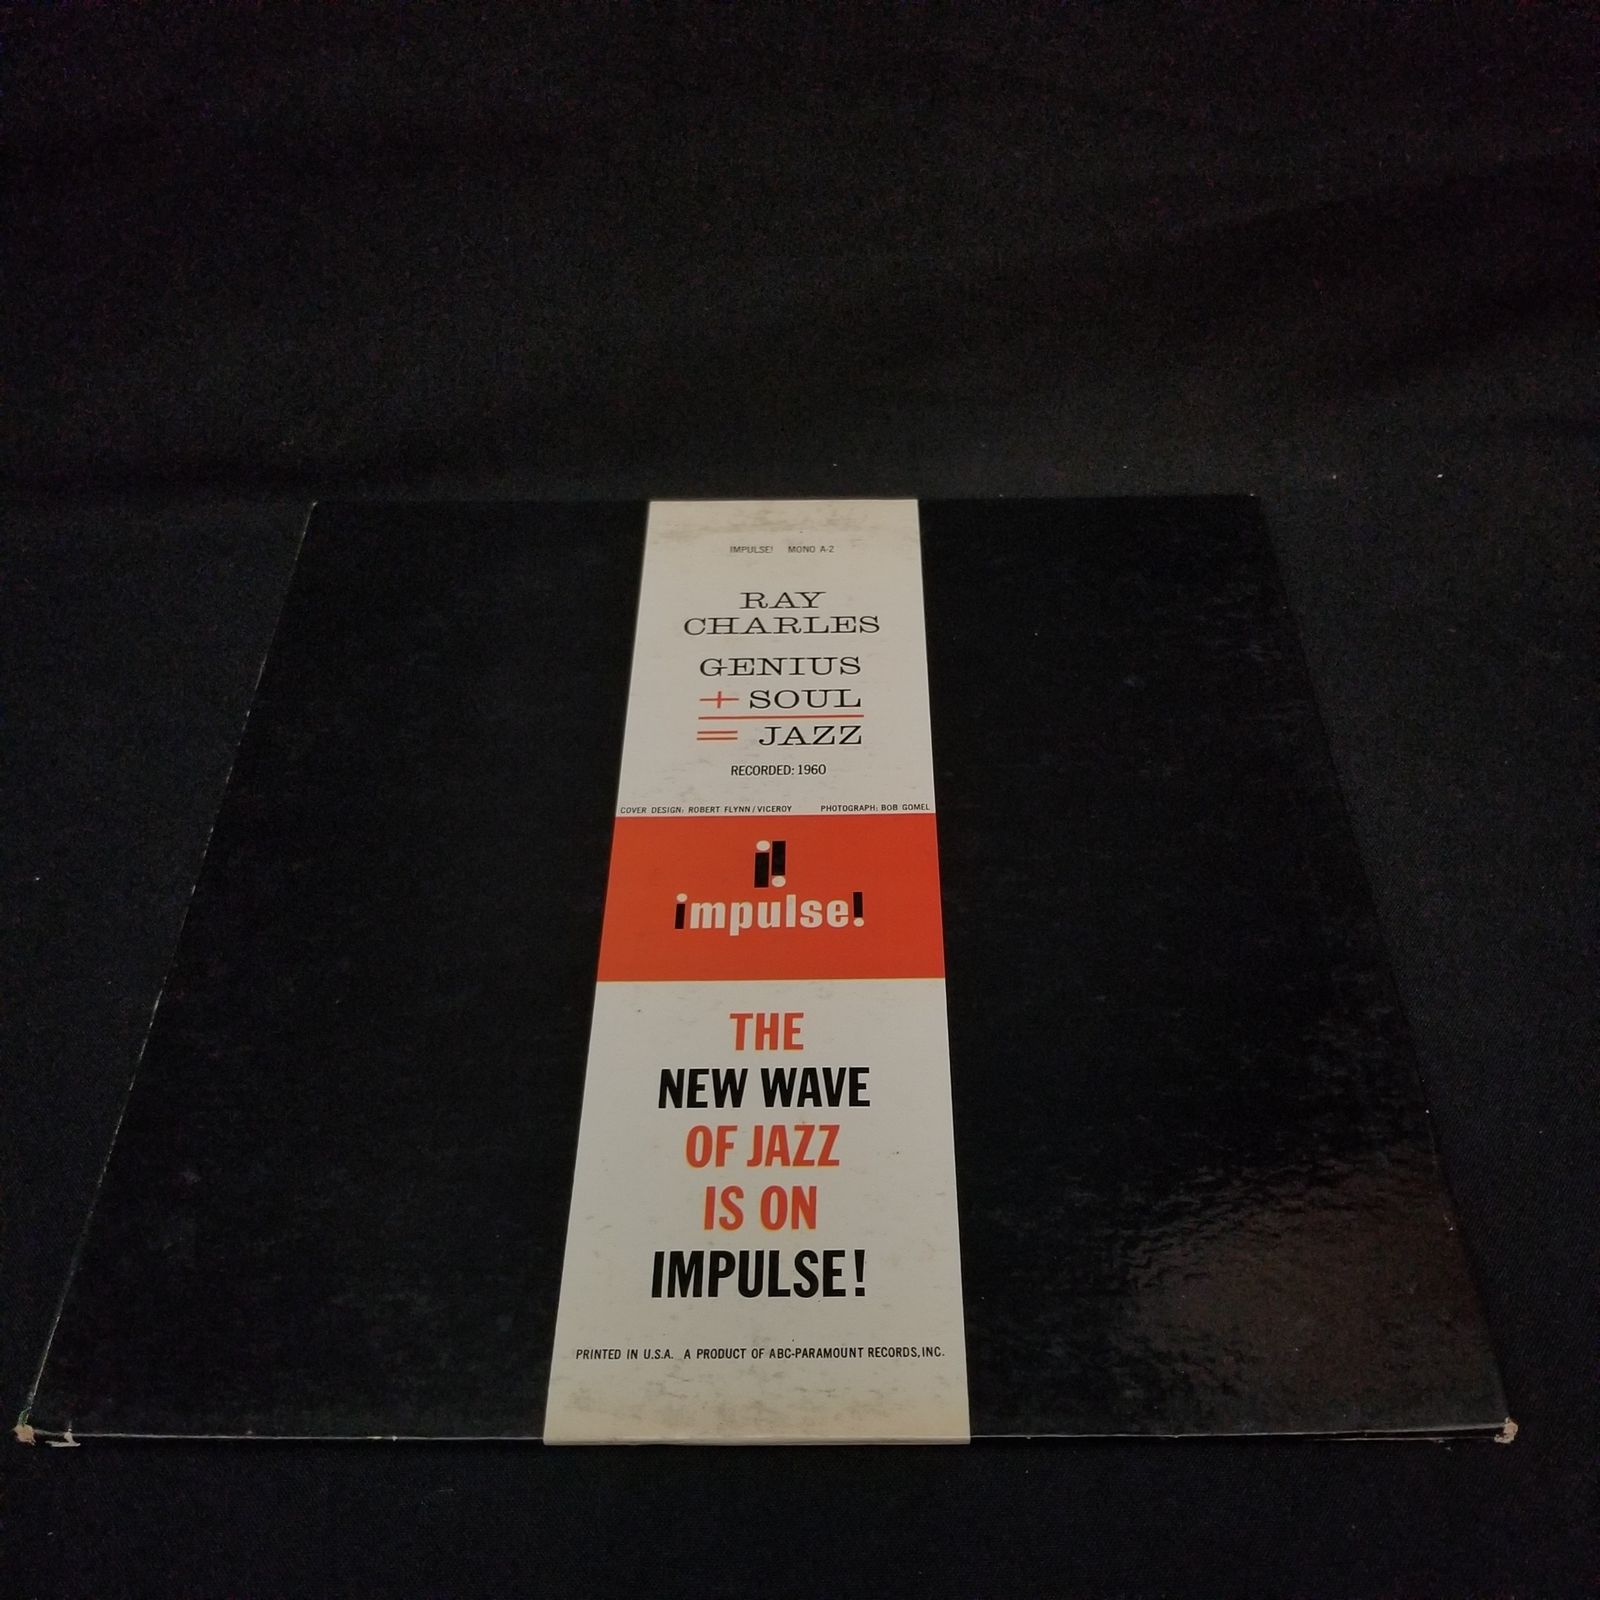 IMPULSE! MONO A-2
RAY
CHARLES
GENIUS
+ SOUL
= JAZZ
RECORDED: 1960
COVER DESIGN: ROBERT FLYNN/VICEROY PHOTOGRAPH: BOB GOMEL
i!
impulse!
THE
NEW WAVE
OF JAZZ
IS ON
IMPULSE!
PRINTED IN U.S.A. A PRODUCT OF ABC-PARAMOUNT RECORDS, INC.